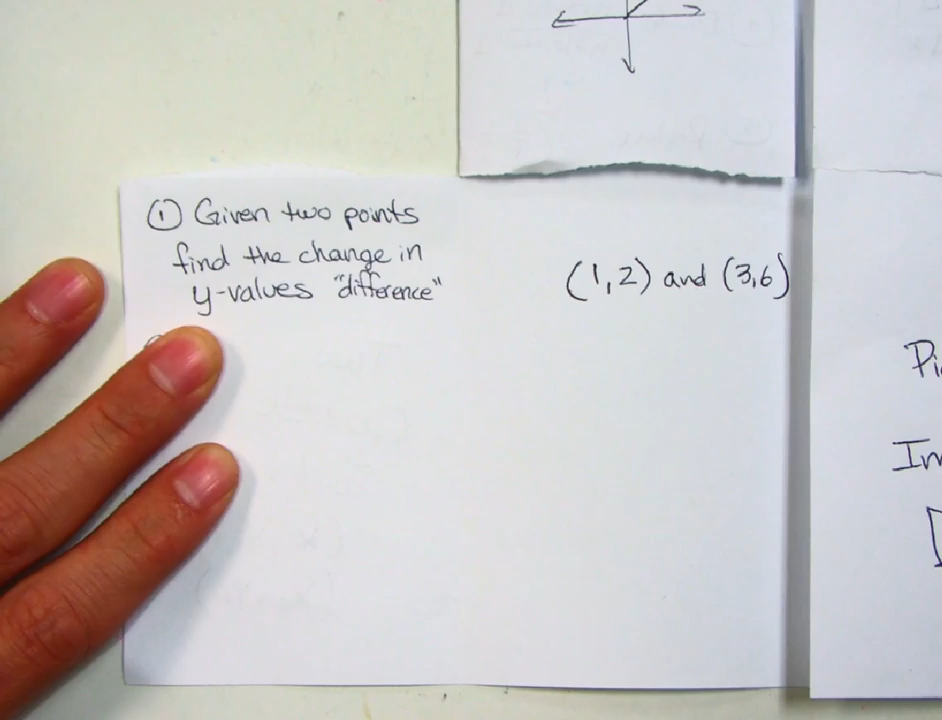 ① Given two points
find the change in
y-values "difference"
(1,2) and (3,6)